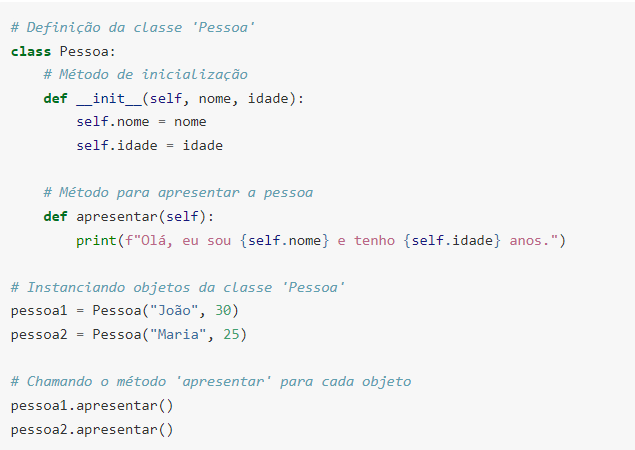 # Definição da classe 'Pessoa'
class Pessoa:
    # Método de inicialização
    def __init__(self, nome, idade):
        self.nome = nome
        self.idade = idade

    # Método para apresentar a pessoa
    def apresentar(self):
        print(f"Olá, eu sou {self.nome} e tenho {self.idade} anos.")

# Instanciando objetos da classe 'Pessoa'
pessoa1 = Pessoa("João", 30)
pessoa2 = Pessoa("Maria", 25)

# Chamando o método 'apresentar' para cada objeto
pessoa1.apresentar()
pessoa2.apresentar()